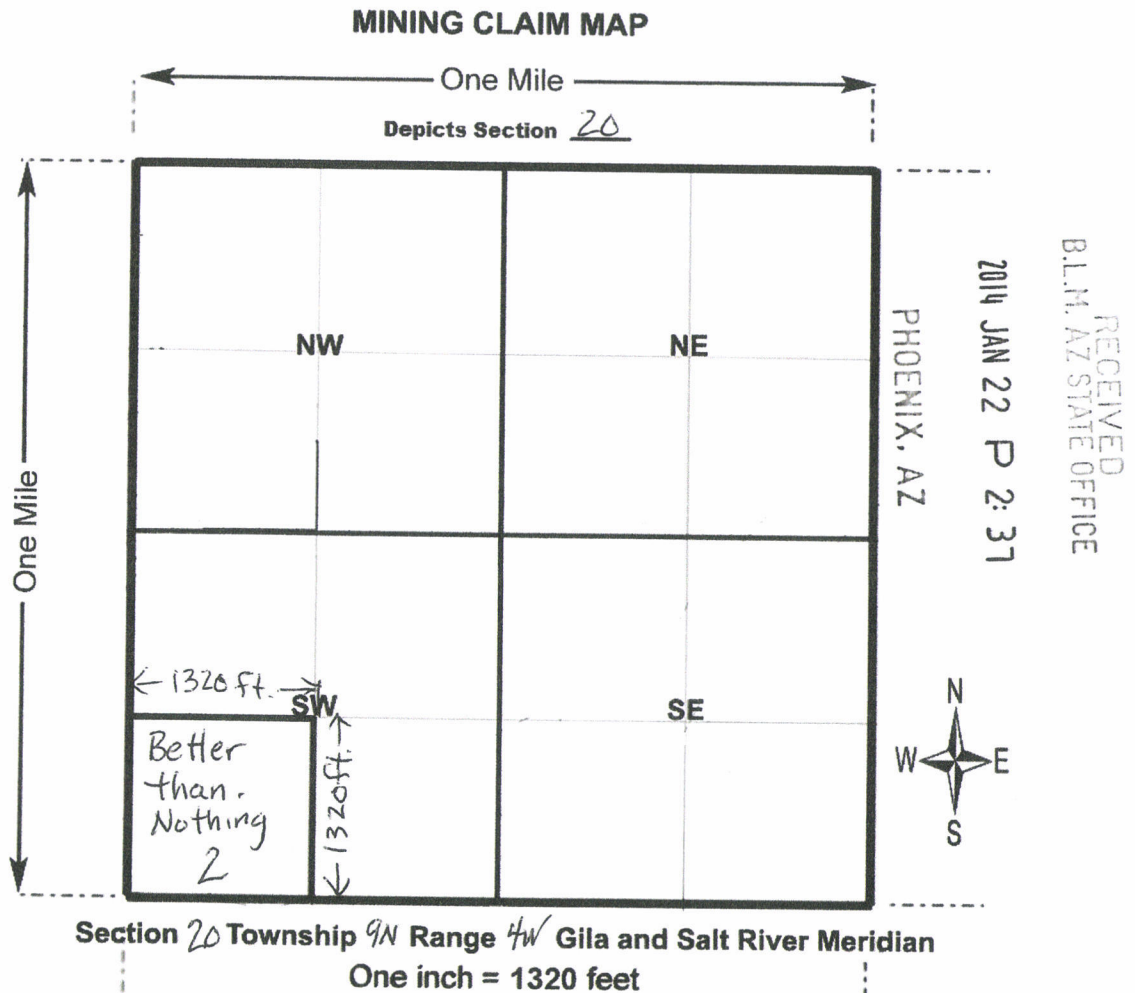 MINING CLAIM MAP
One Mile
Depicts Section 20
One Mile
NW
NE
RECEIVED
B.L.M. AZ STATE OFFICE
2014 JAN 22 P 2:37
PHOENIX, AZ
1320 ft.
SW
SE
Better
than.
Nothing
2
1320ft.
N
W
E
S
Section 20 Township 9N Range 4W Gila and Salt River Meridian
One inch = 1320 feet